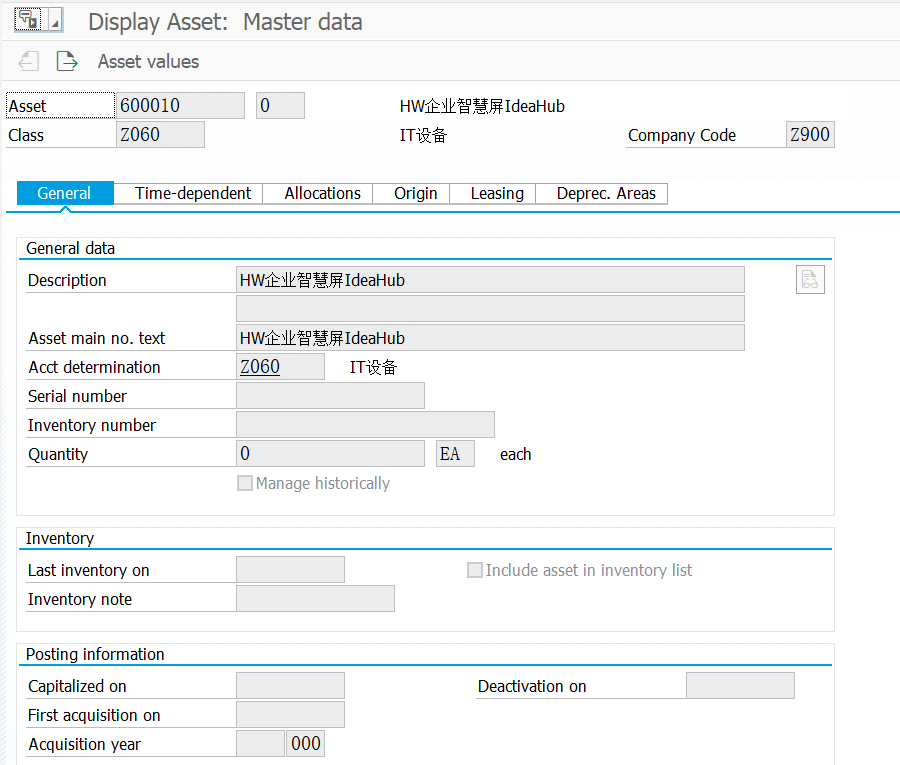 Display Asset: Master data
Asset values
Asset 600010 0 HW企业智慧屏IdeaHub
Class Z060 IT设备 Company Code Z900
General Time-dependent Allocations Origin Leasing Deprec. Areas
General data
Description HW企业智慧屏IdeaHub
Asset main no. text HW企业智慧屏IdeaHub
Acct determination Z060 IT设备
Serial number
Inventory number
Quantity 0 EA each
Manage historically
Inventory
Last inventory on Include asset in inventory list
Inventory note
Posting information
Capitalized on Deactivation on
First acquisition on
Acquisition year 000